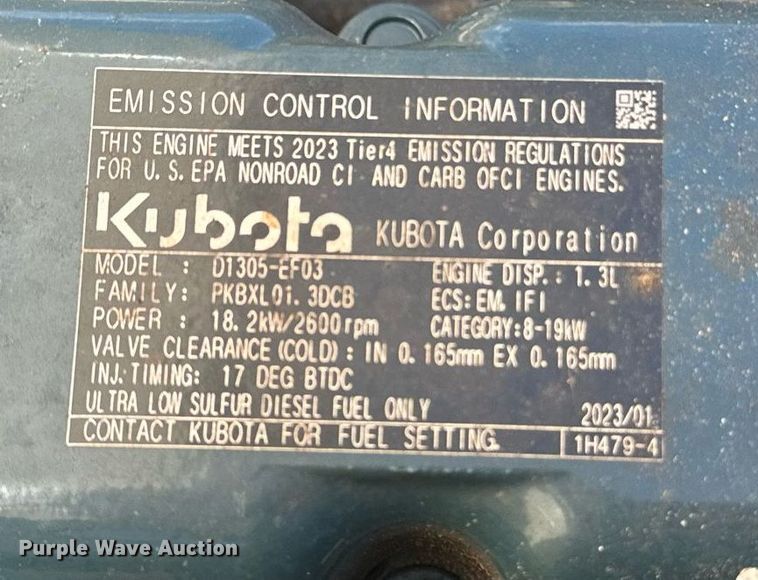 EMISSION CONTROL INFORMATION
THIS ENGINE MEETS 2023 Tier4 EMISSION REGULATIONS
FOR U.S.EPA NONROAD CI AND CARB OFCI ENGINES.
Kubota KUBOTA Corporation
MODEL : D1305-EF03 ENGINE DISP.: 1.3L
FAMILY: PKBXL01.3DCB ECS: EM, IFI
POWER : 18.2kW/2600rpm CATEGORY:8-19kW
VALVE CLEARANCE(COLD): IN 0.165mm EX 0.165mm
INJ.TIMING: 17 DEG BTDC
ULTRA LOW SULFUR DIESEL FUEL ONLY 2023/01
CONTACT KUBOTA FOR FUEL SETTING. 1H479-4
Purple Wave Auction